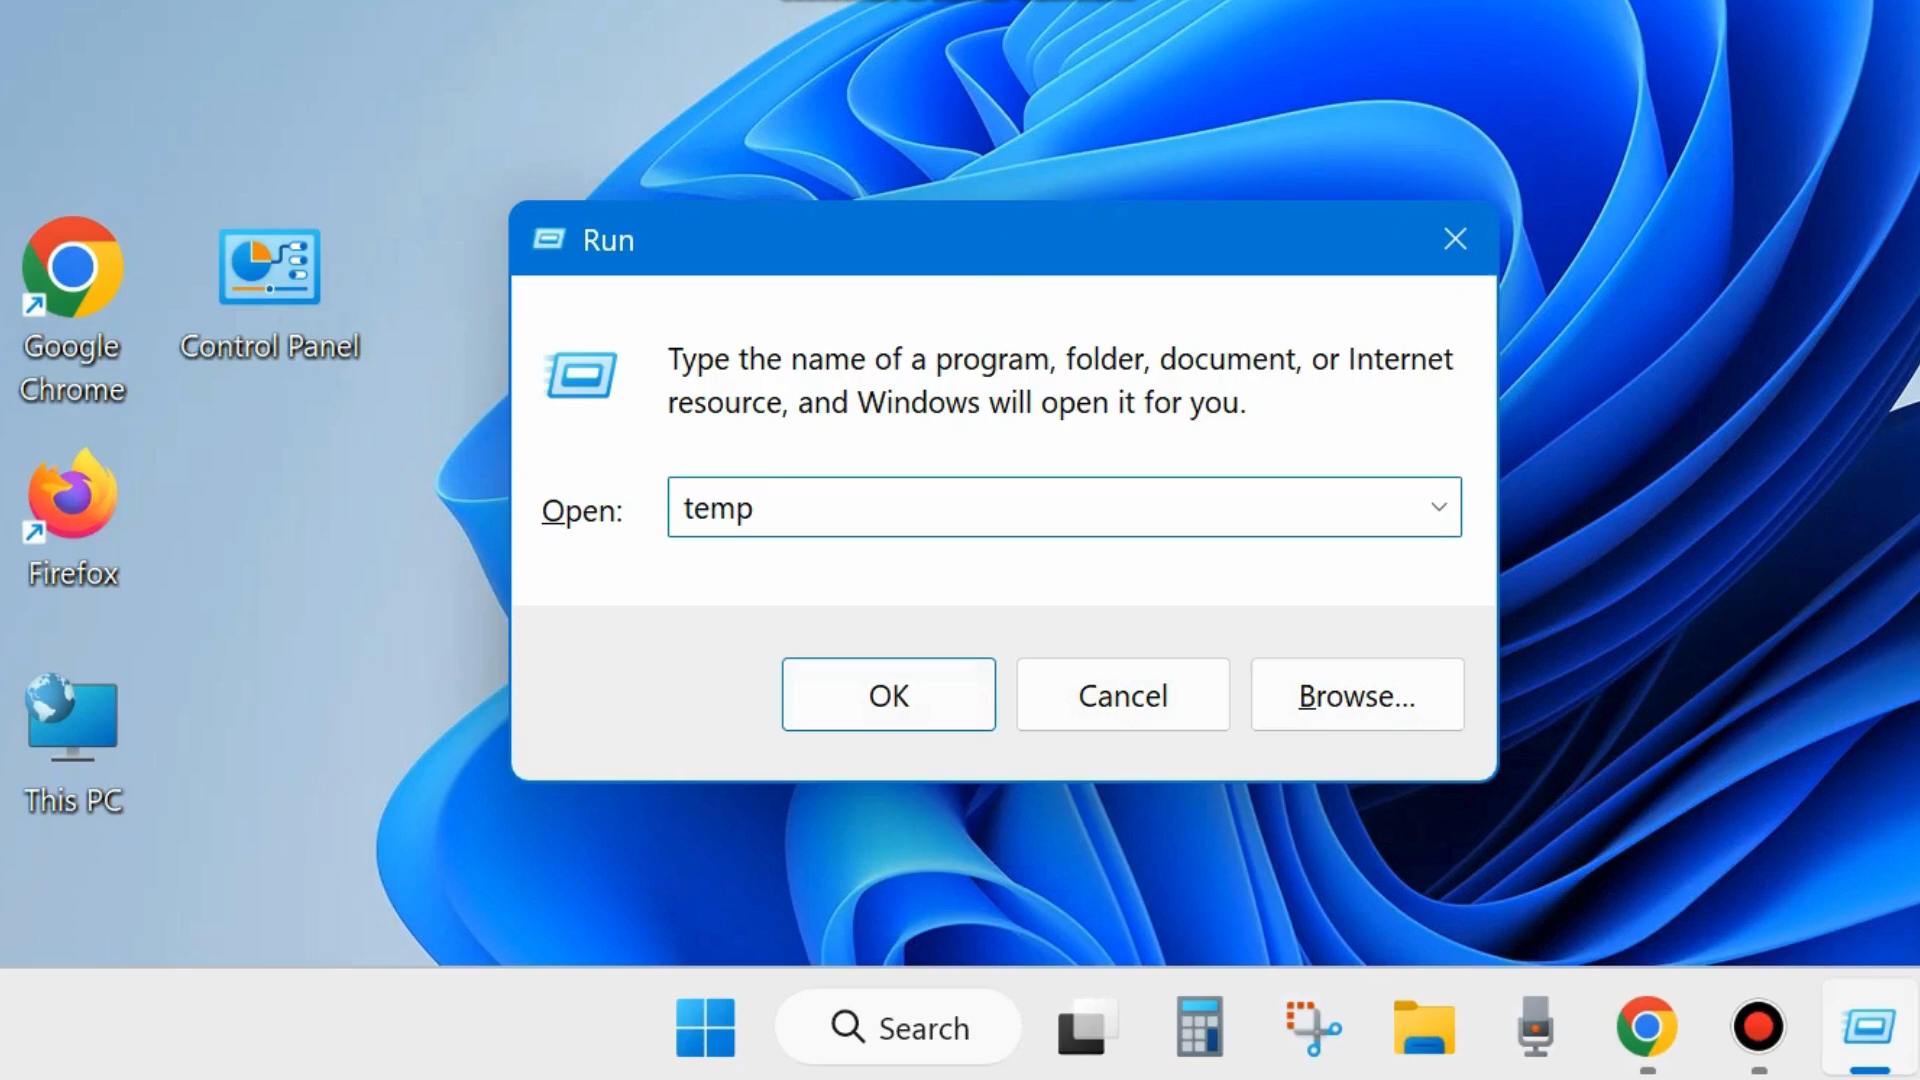 Run
Type the name of a program, folder, document, or Internet
resource, and Windows will open it for you.
Open:
temp
OK
Cancel
Browse...
Google
Chrome
Control Panel
Firefox
This PC
Search